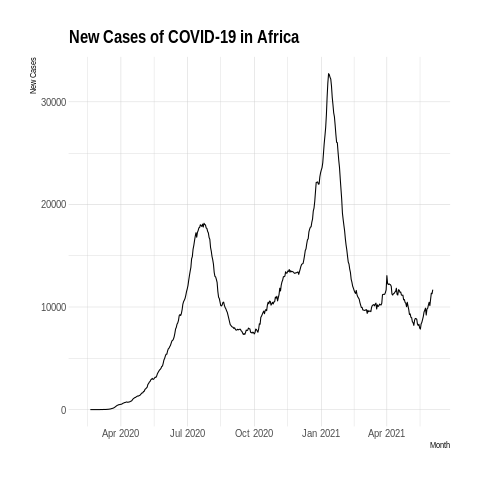 New Cases of COVID-19 in Africa
New Cases
30000
20000
10000
0
Apr 2020 Jul 2020 Oct 2020 Jan 2021 Apr 2021
Month